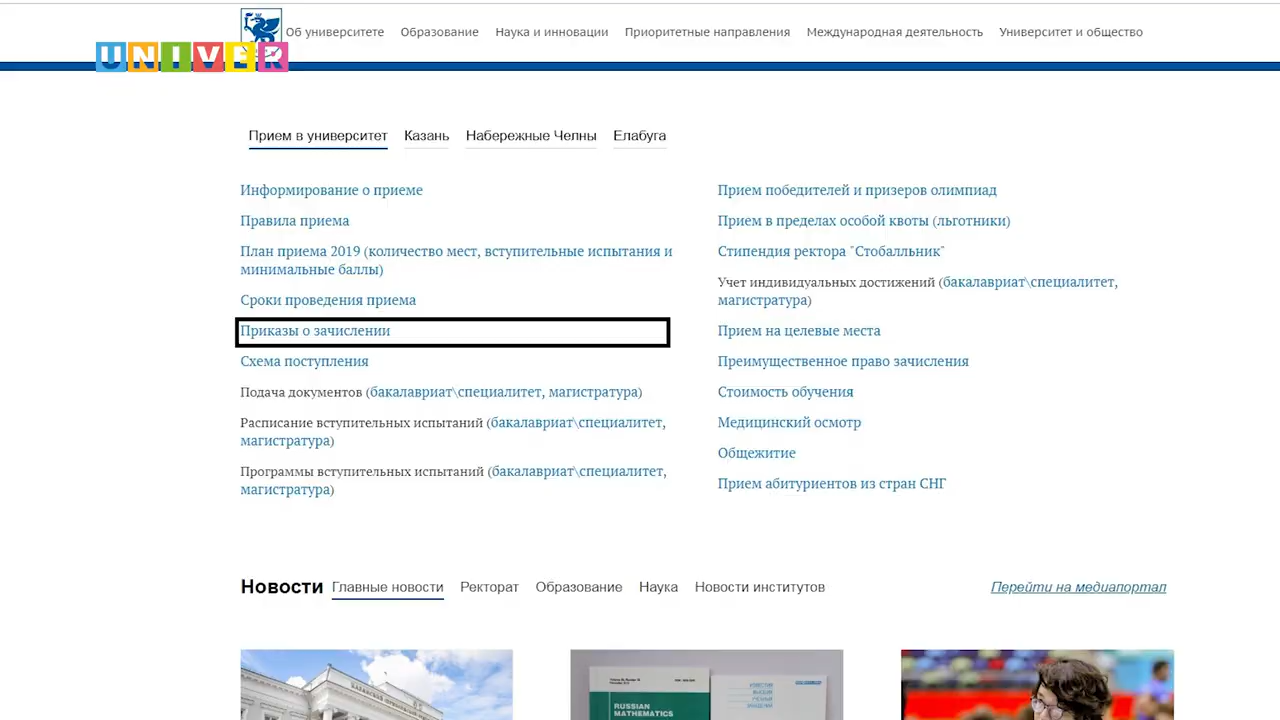 Об университете Образование Наука и инновации Приоритетные направления Международная деятельность Университет и общество
UNIVER
Прием в университет Казань Набережные Челны Елабуга
Информирование о приеме
Правила приема
План приема 2019 (количество мест, вступительные испытания и
минимальные баллы)
Сроки проведения приема
Приказы о зачислении
Схема поступления
Подача документов (бакалавриат\специалитет, магистратура)
Расписание вступительных испытаний (бакалавриат\специалитет,
магистратура)
Программы вступительных испытаний (бакалавриат\специалитет,
магистратура)
Прием победителей и призеров олимпиад
Прием в пределах особой квоты (льготники)
Стипендия ректора "Стобалльник"
Учет индивидуальных достижений (бакалавриат\специалитет,
магистратура)
Прием на целевые места
Преимущественное право зачисления
Стоимость обучения
Медицинский осмотр
Общежитие
Прием абитуриентов из стран СНГ
Новости Главные новости Ректорат Образование Наука Новости институтов Перейти на медиапортал
RUSSIAN
MATHEMATICS
ИЗВЕСТИЯ
ВЫСШИХ
УЧЕБНЫХ
ЗАВЕДЕНИЙ